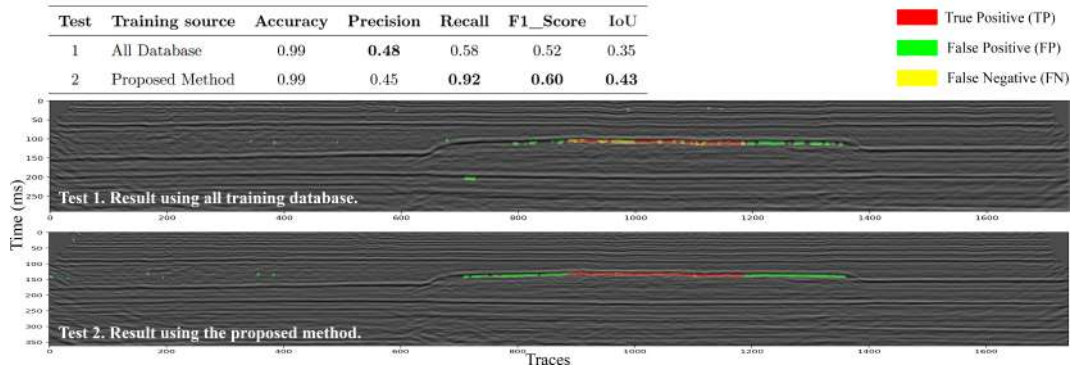 Test Training source Accuracy Precision Recall F1_Score IoU
1 All Database 0.99 0.48 0.58 0.52 0.35
2 Proposed Method 0.99 0.45 0.92 0.60 0.43
True Positive (TP)
False Positive (FP)
False Negative (FN)
Time (ms)
0
50
100
150
200
250
Test 1. Result using all training database.
0 200 400 600 800 1000 1200 1400 1600
0
50
100
150
200
250
300
350
Test 2. Result using the proposed method.
0 200 400 600 800 1000 1200 1400 1600
Traces